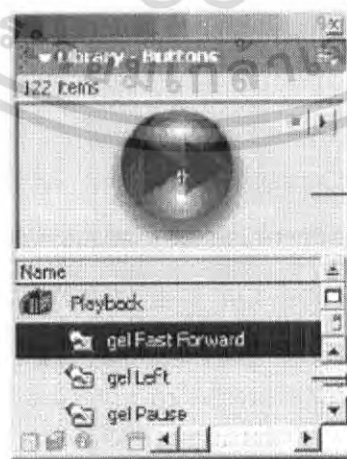 Library - Buttons
122 items
Name
Playback
gel Fast Forward
gel Left
gel Pause